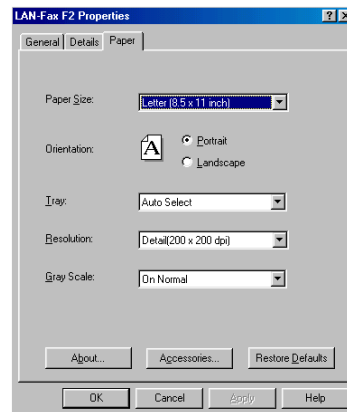 LAN-Fax F2 Properties
General Details Paper
Paper Size: Letter (8.5 x 11 inch)
Orientation: A Portrait
Landscape
Tray: Auto Select
Resolution: Detail(200 x 200 dpi)
Gray Scale: On Normal
About... Accessories... Restore Defaults
OK Cancel Apply Help